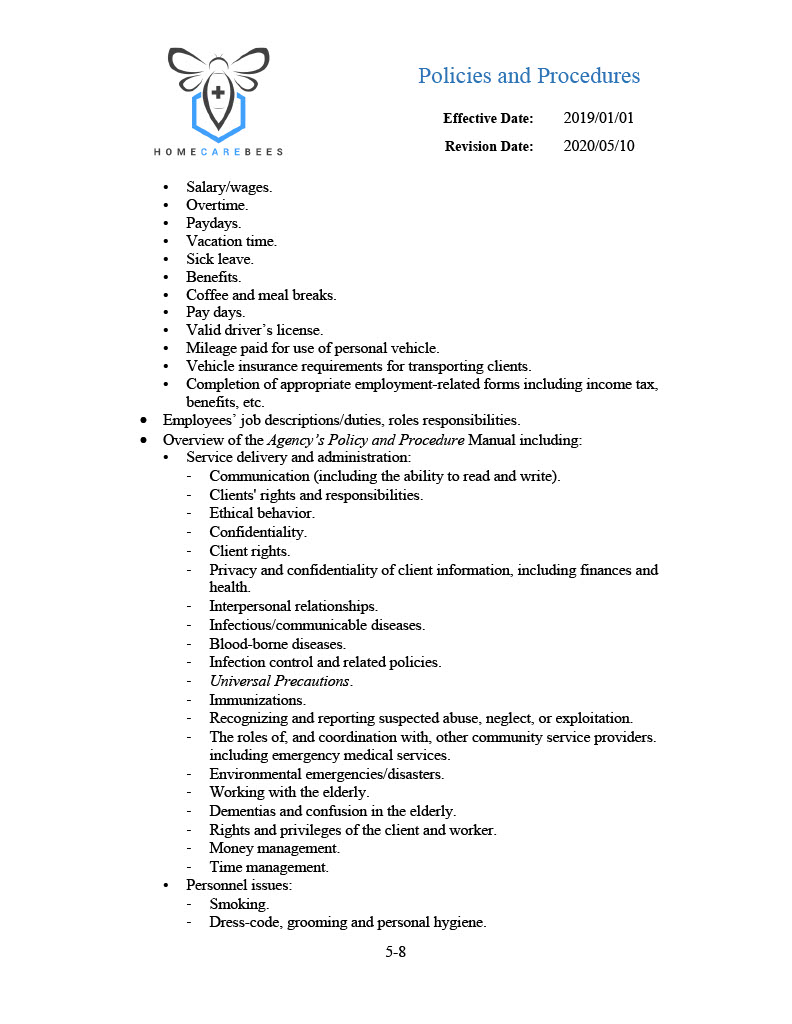 Policies and Procedures
Effective Date: 2019/01/01
Revision Date: 2020/05/10
HOMECAREBEES
• Salary/wages.
• Overtime.
• Paydays.
• Vacation time.
• Sick leave.
• Benefits.
• Coffee and meal breaks.
• Pay days.
• Valid driver’s license.
• Mileage paid for use of personal vehicle.
• Vehicle insurance requirements for transporting clients.
• Completion of appropriate employment-related forms including income tax,
benefits, etc.
• Employees’ job descriptions/duties, roles responsibilities.
• Overview of the Agency’s Policy and Procedure Manual including:
• Service delivery and administration:
- Communication (including the ability to read and write).
- Clients' rights and responsibilities.
- Ethical behavior.
- Confidentiality.
- Client rights.
- Privacy and confidentiality of client information, including finances and
health.
- Interpersonal relationships.
- Infectious/communicable diseases.
- Blood-borne diseases.
- Infection control and related policies.
- Universal Precautions.
- Immunizations.
- Recognizing and reporting suspected abuse, neglect, or exploitation.
- The roles of, and coordination with, other community service providers.
including emergency medical services.
- Environmental emergencies/disasters.
- Working with the elderly.
- Dementias and confusion in the elderly.
- Rights and privileges of the client and worker.
- Money management.
- Time management.
• Personnel issues:
- Smoking.
- Dress-code, grooming and personal hygiene.
5-8